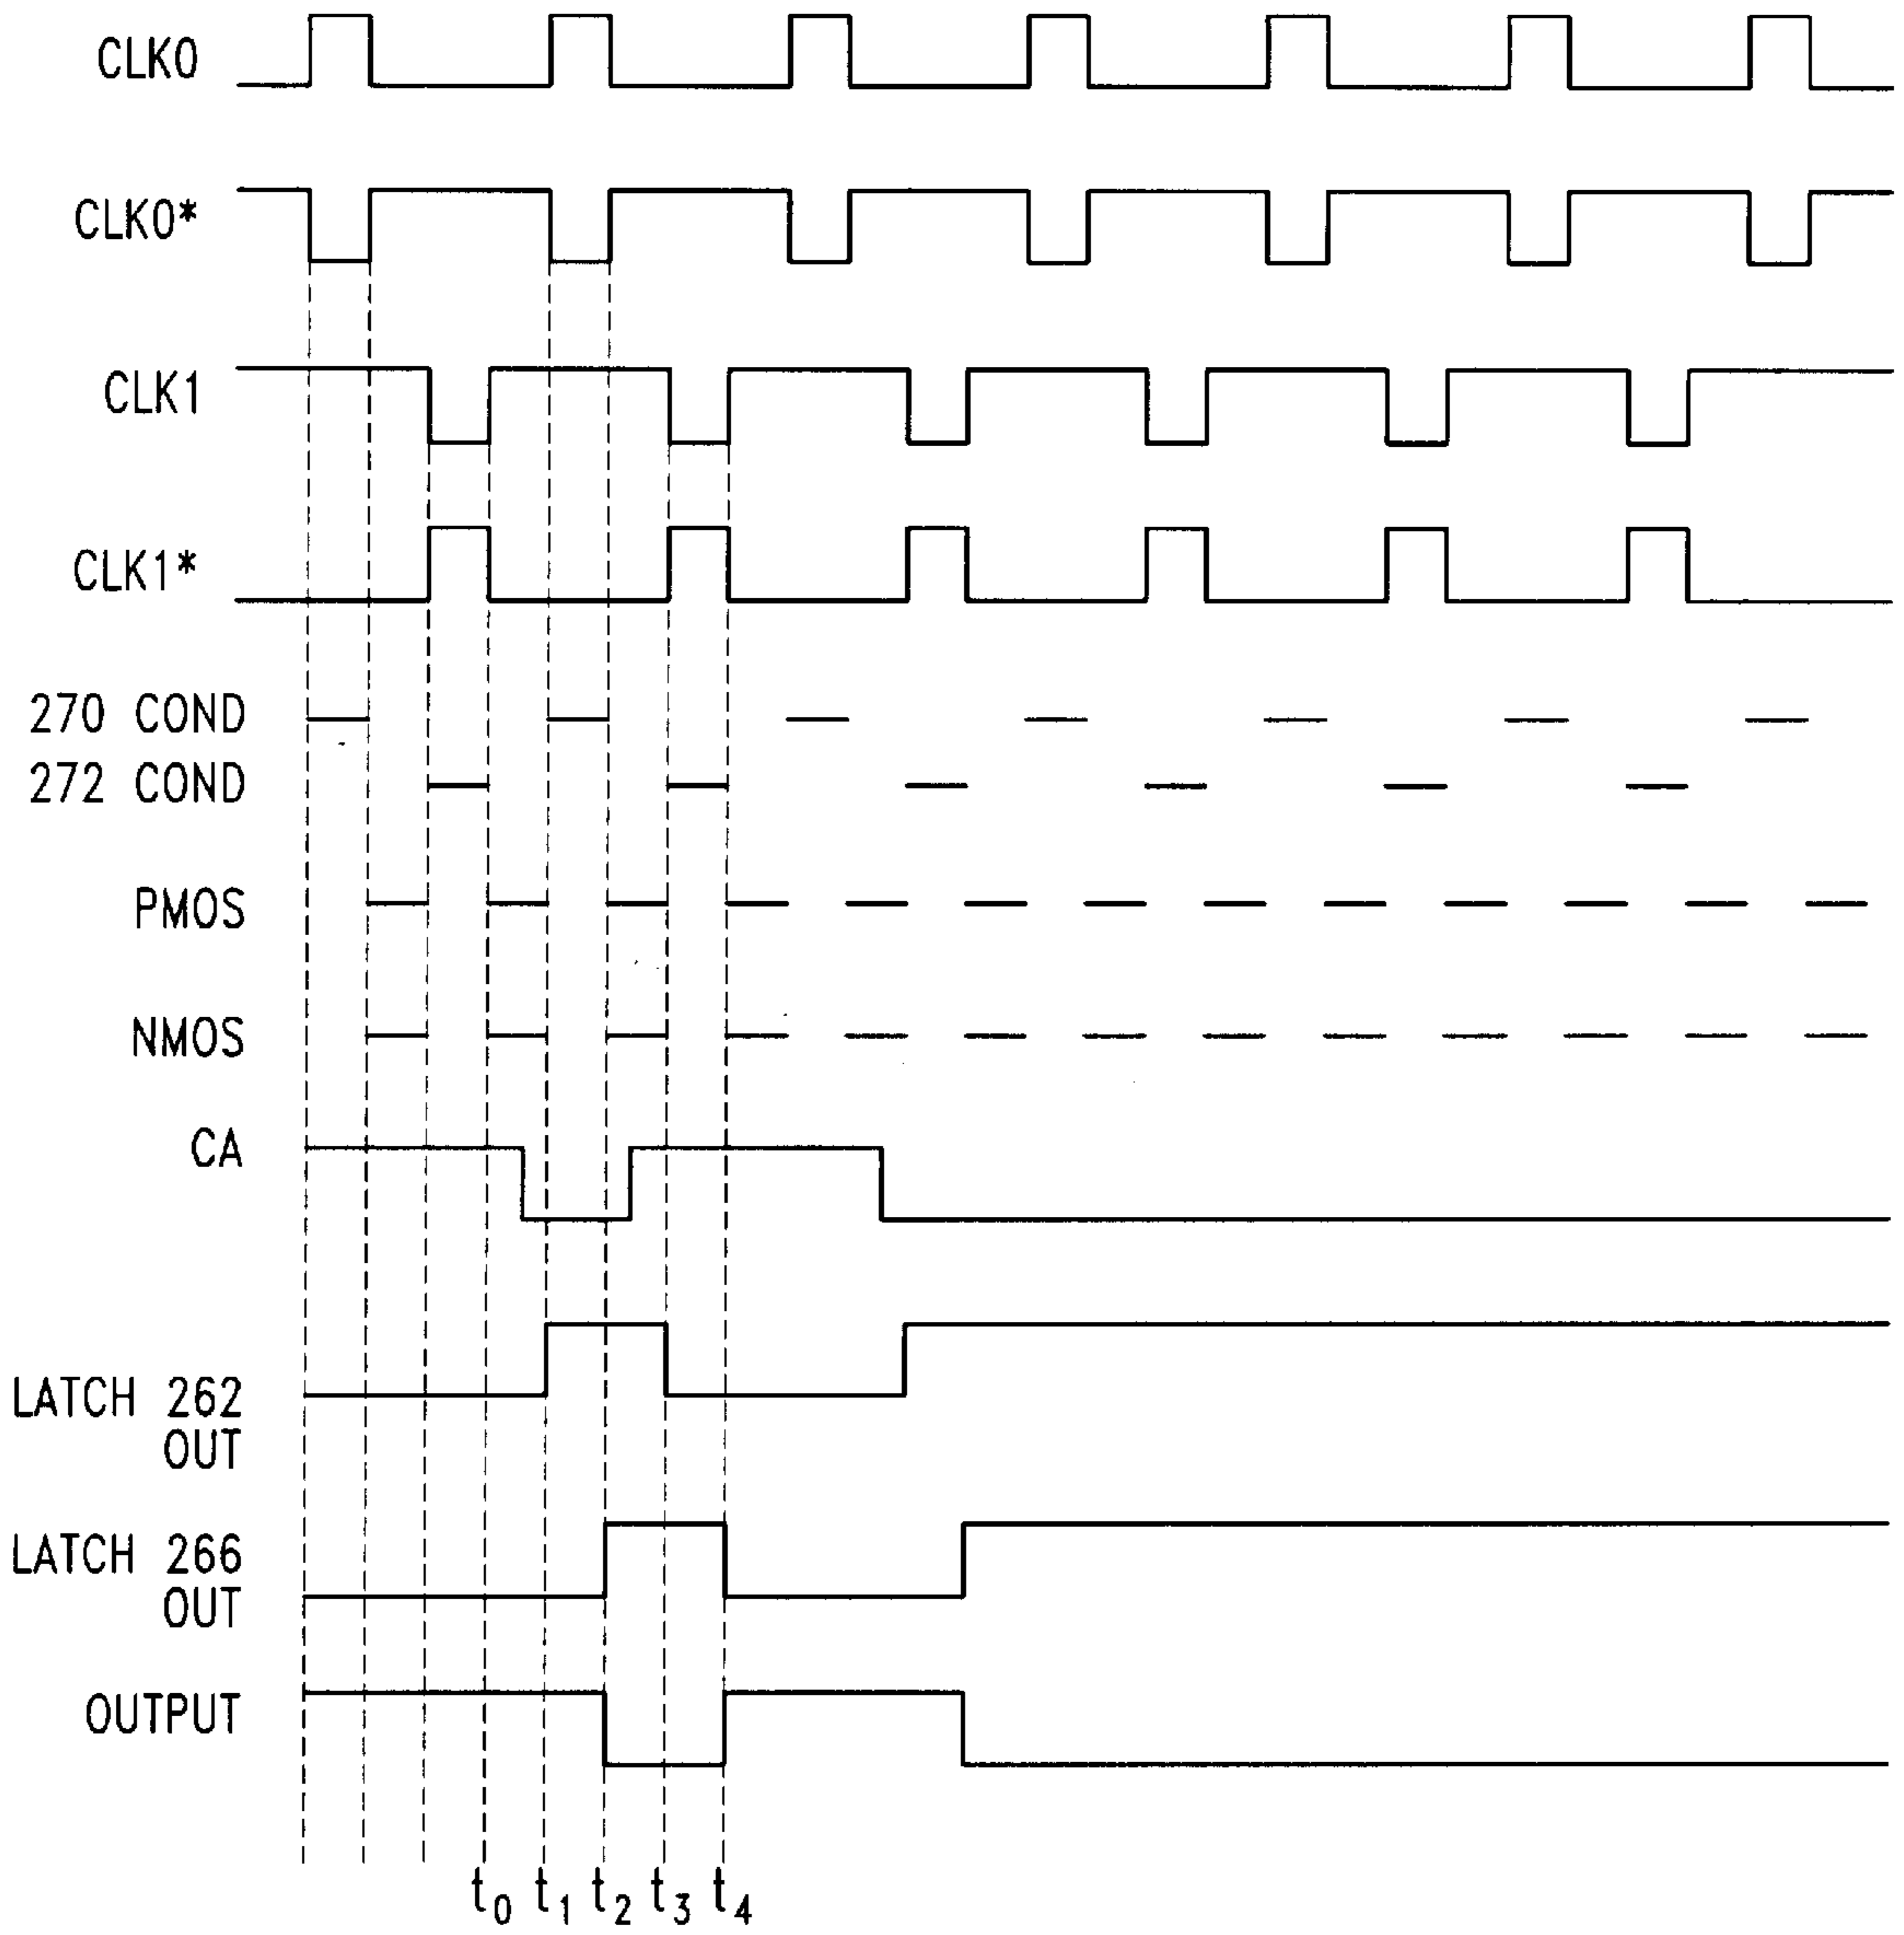 CLK0
CLK0*
CLK1
CLK1*
270 COND
272 COND
PMOS
NMOS
CA
LATCH 262
OUT
LATCH 266
OUT
OUTPUT
t0 t1 t2 t3 t4